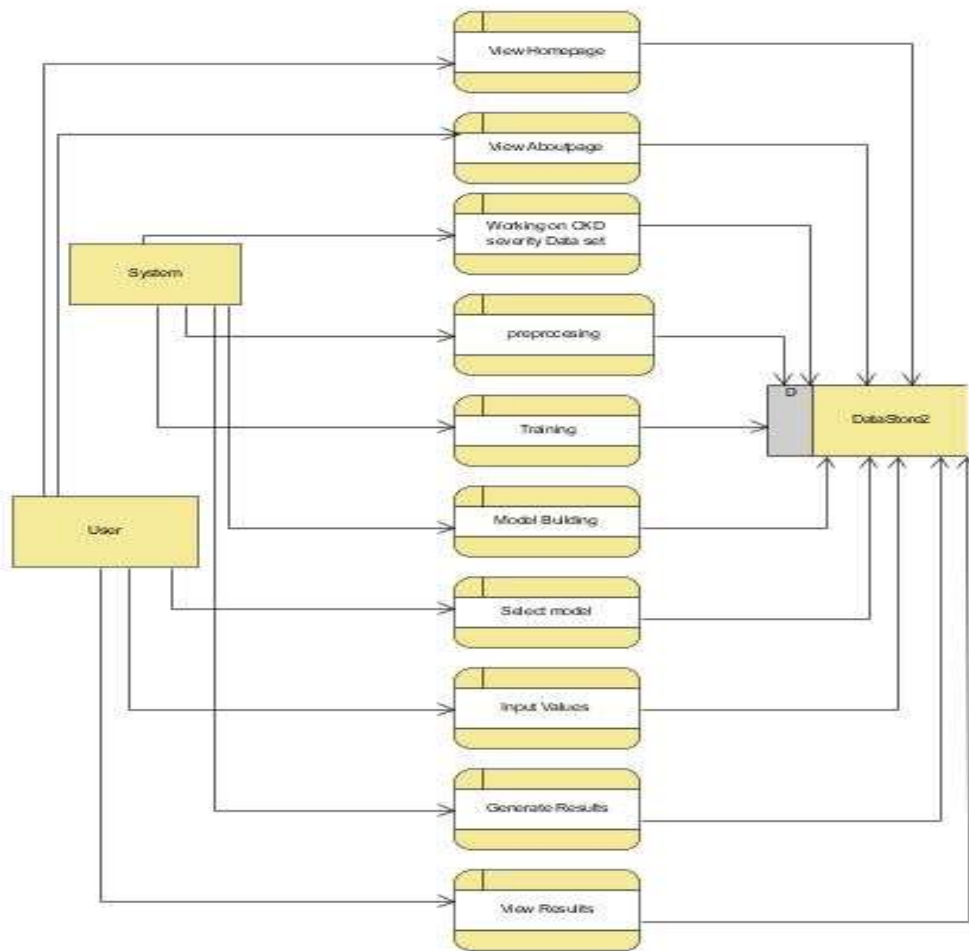 View Homepage
View Aboutpage
Working on CKD
severity Data set
System
preprocesing
D
DataStore2
Training
User
Model Building
Select model
Input Values
Generate Results
View Results